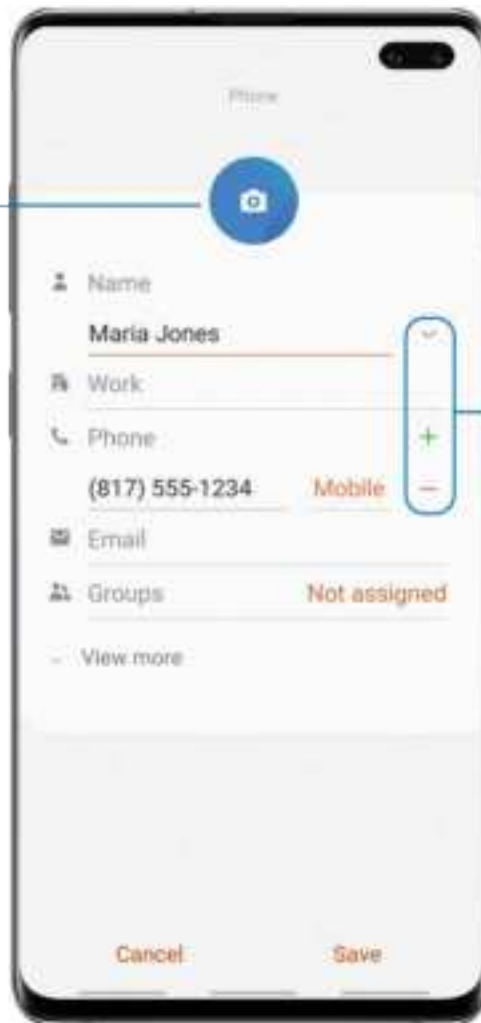 Phone
Name
Maria Jones
Work
Phone
(817) 555-1234 Mobile
Email
Groups Not assigned
View more
Cancel Save